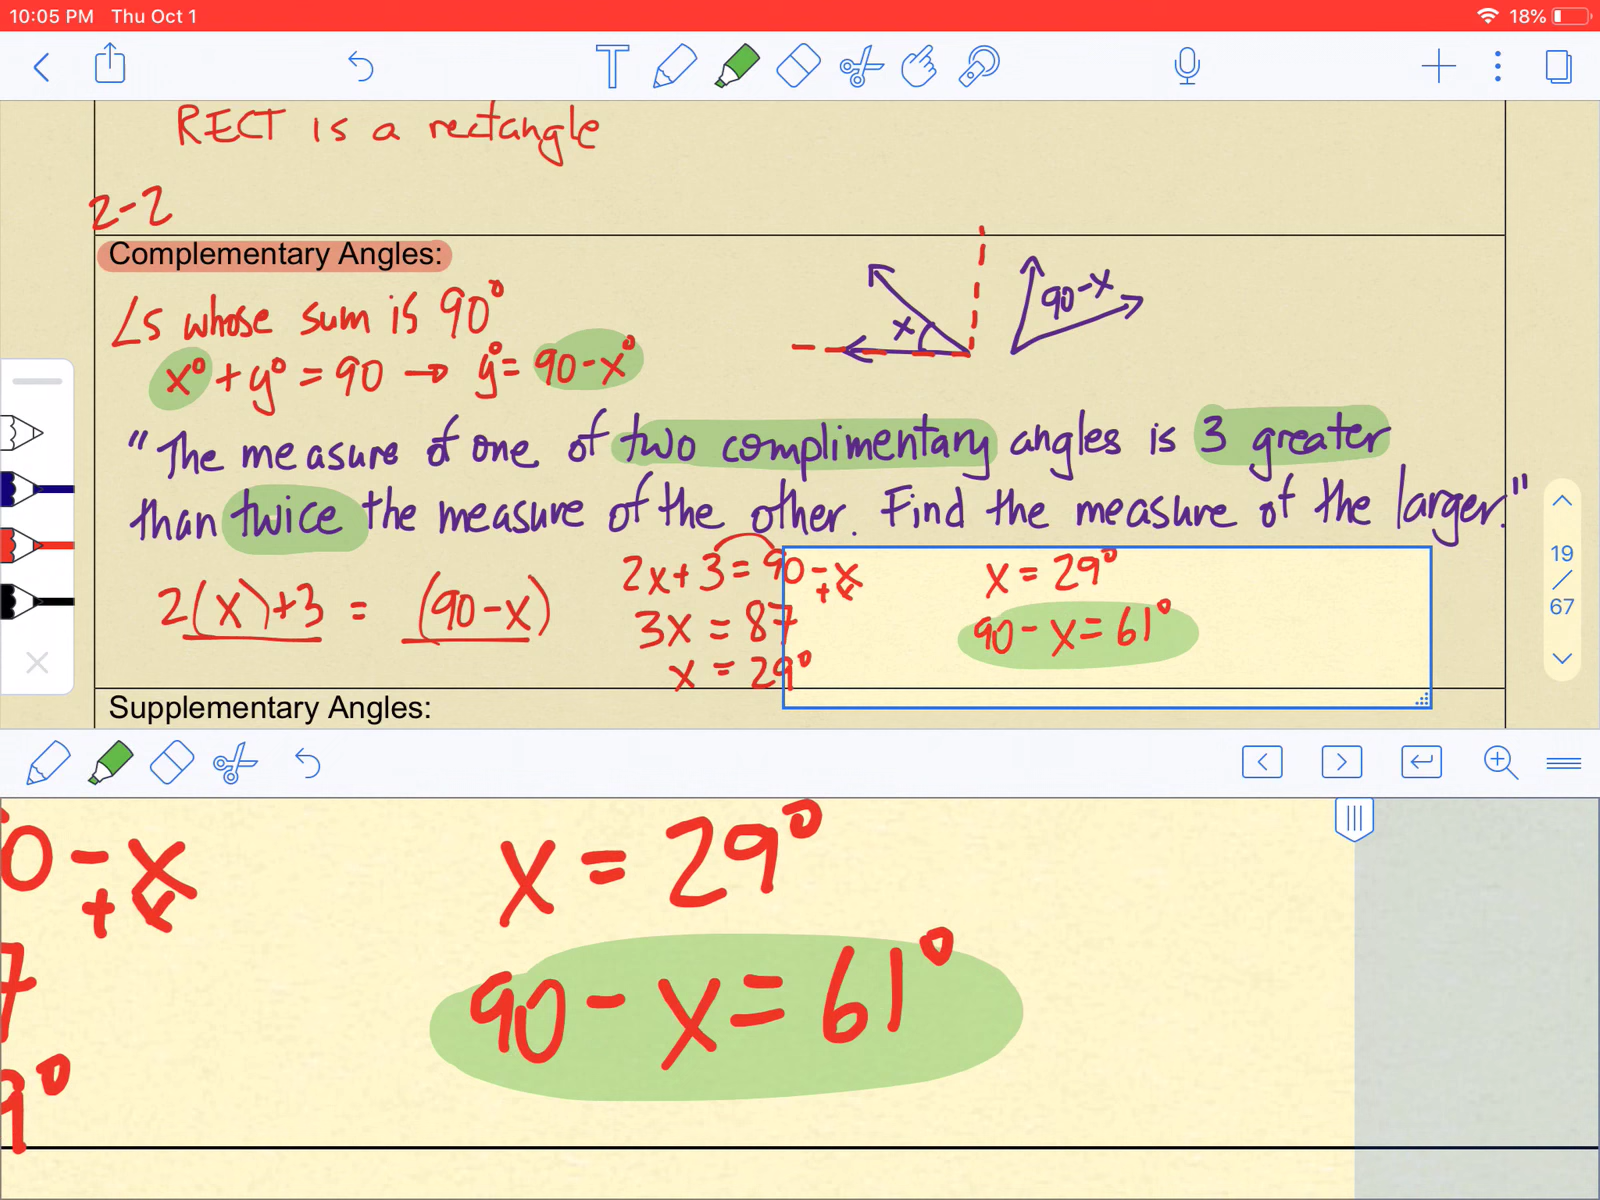 10:05 PM Thu Oct 1 18%
RECT is a rectangle
2-2
Complementary Angles:
∠s whose sum is 90°
x° + y° = 90 → y° = 90 - x°
x
90-x
"The measure of one of two complimentary angles is 3 greater
than twice the measure of the other. Find the measure of the larger."
2(x)+3 = (90-x)
2x+3 = 90-x
+x
3x = 87
x = 29°
x = 29°
90 - x = 61°
19
/
67
Supplementary Angles:
0 - x
+x
7
9°
x = 29°
90 - x = 61°